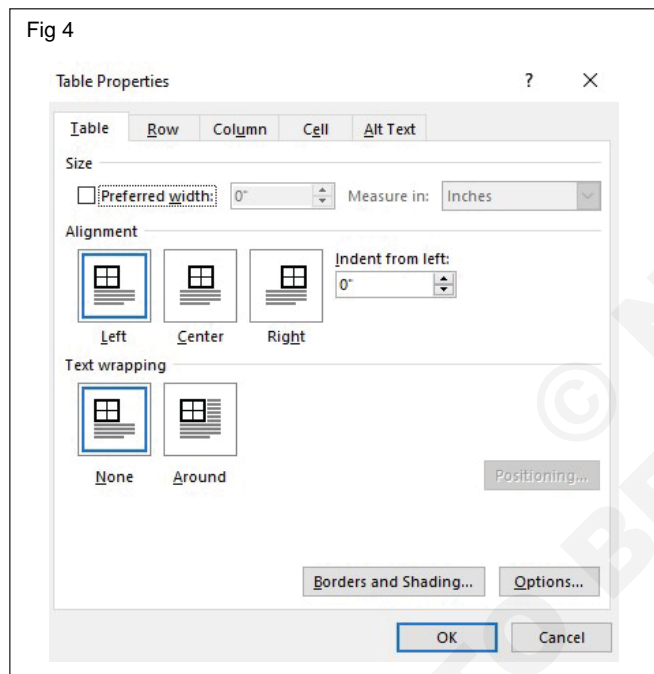 Fig 4
Table Properties ? X
Table Row Column Cell Alt Text
Size
Preferred width: 0" Measure in: Inches
Alignment
Indent from left:
0"
Left Center Right
Text wrapping
None Around
Positioning...
Borders and Shading... Options...
OK Cancel